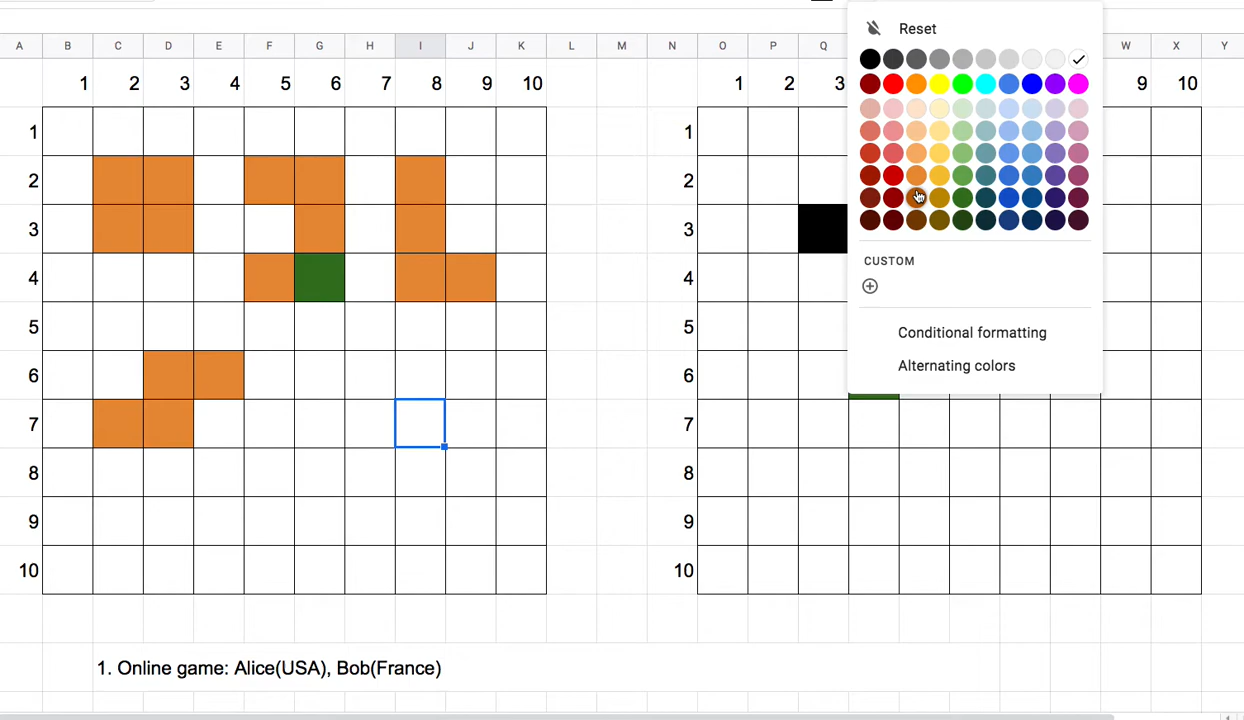 Reset
A B C D E F G H I J K L M N O P Q W X Y
1 2 3 4 5 6 7 8 9 10 1 2 3 9 10
1 1
2 2
3 3
4 4
CUSTOM
5 5
Conditional formatting
Alternating colors
6 6
7 7
8 8
9 9
10 10
1. Online game: Alice(USA), Bob(France)